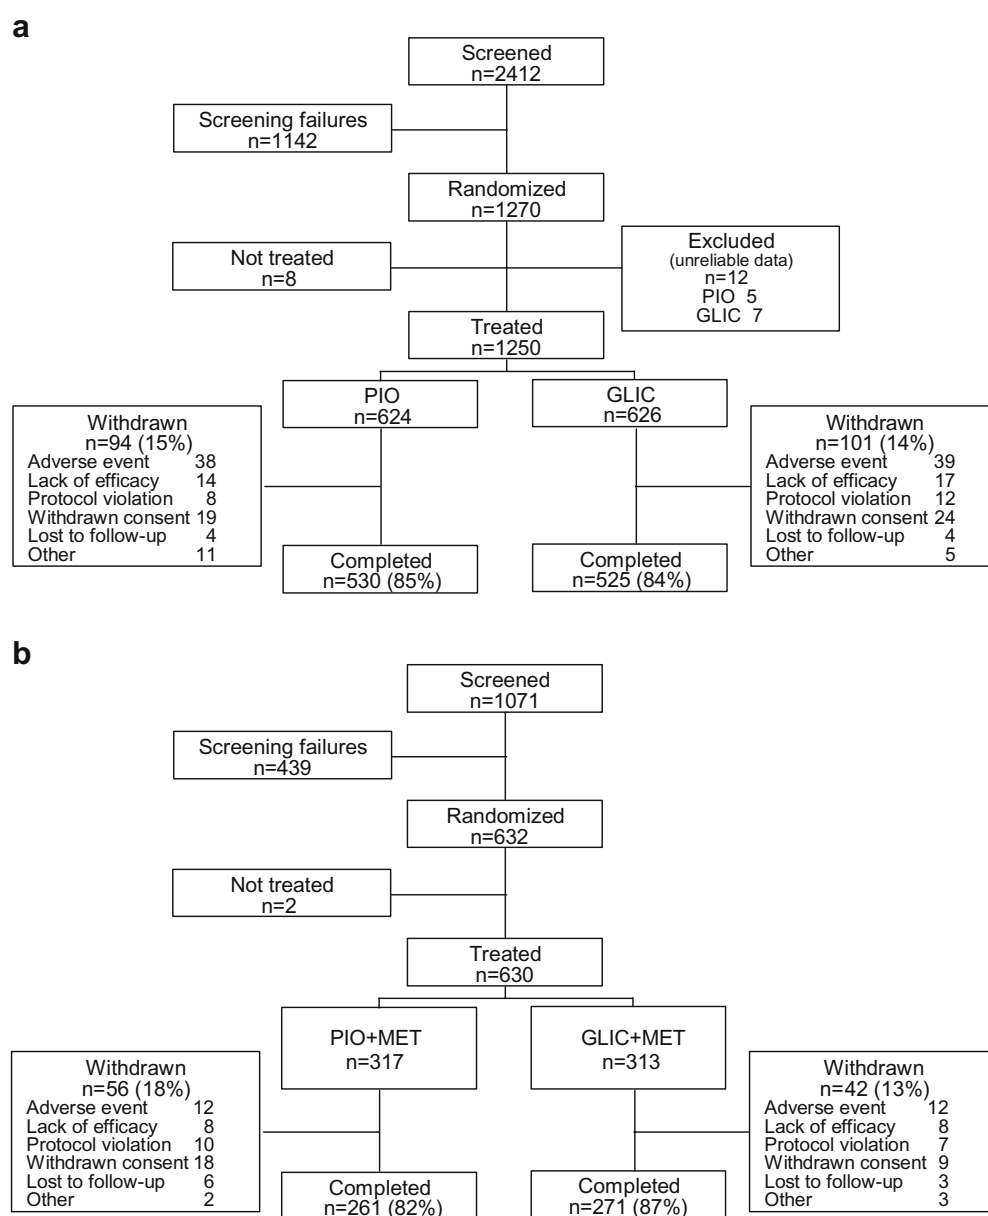 a
Screened
n=2412
Screening failures
n=1142
Randomized
n=1270
Not treated
n=8
Excluded
(unreliable data)
n=12
PIO 5
GLIC 7
Treated
n=1250
PIO
n=624
GLIC
n=626
Withdrawn
n=94 (15%)
Adverse event 38
Lack of efficacy 14
Protocol violation 8
Withdrawn consent 19
Lost to follow-up 4
Other 11
Withdrawn
n=101 (14%)
Adverse event 39
Lack of efficacy 17
Protocol violation 12
Withdrawn consent 24
Lost to follow-up 4
Other 5
Completed
n=530 (85%)
Completed
n=525 (84%)
b
Screened
n=1071
Screening failures
n=439
Randomized
n=632
Not treated
n=2
Treated
n=630
PIO+MET
n=317
GLIC+MET
n=313
Withdrawn
n=56 (18%)
Adverse event 12
Lack of efficacy 8
Protocol violation 10
Withdrawn consent 18
Lost to follow-up 6
Other 2
Withdrawn
n=42 (13%)
Adverse event 12
Lack of efficacy 8
Protocol violation 7
Withdrawn consent 9
Lost to follow-up 3
Other 3
Completed
n=261 (82%)
Completed
n=271 (87%)